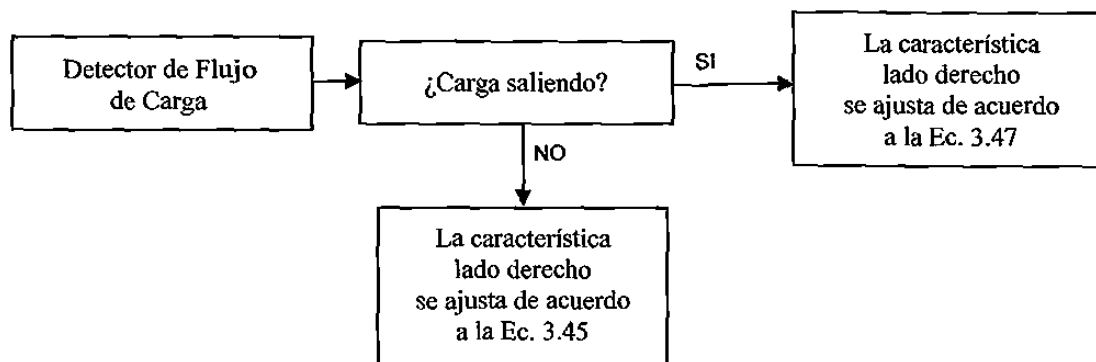 Detector de Flujo
de Carga
¿Carga saliendo?
SI
La característica
lado derecho
se ajusta de acuerdo
a la Ec. 3.47
NO
La característica
lado derecho
se ajusta de acuerdo
a la Ec. 3.45